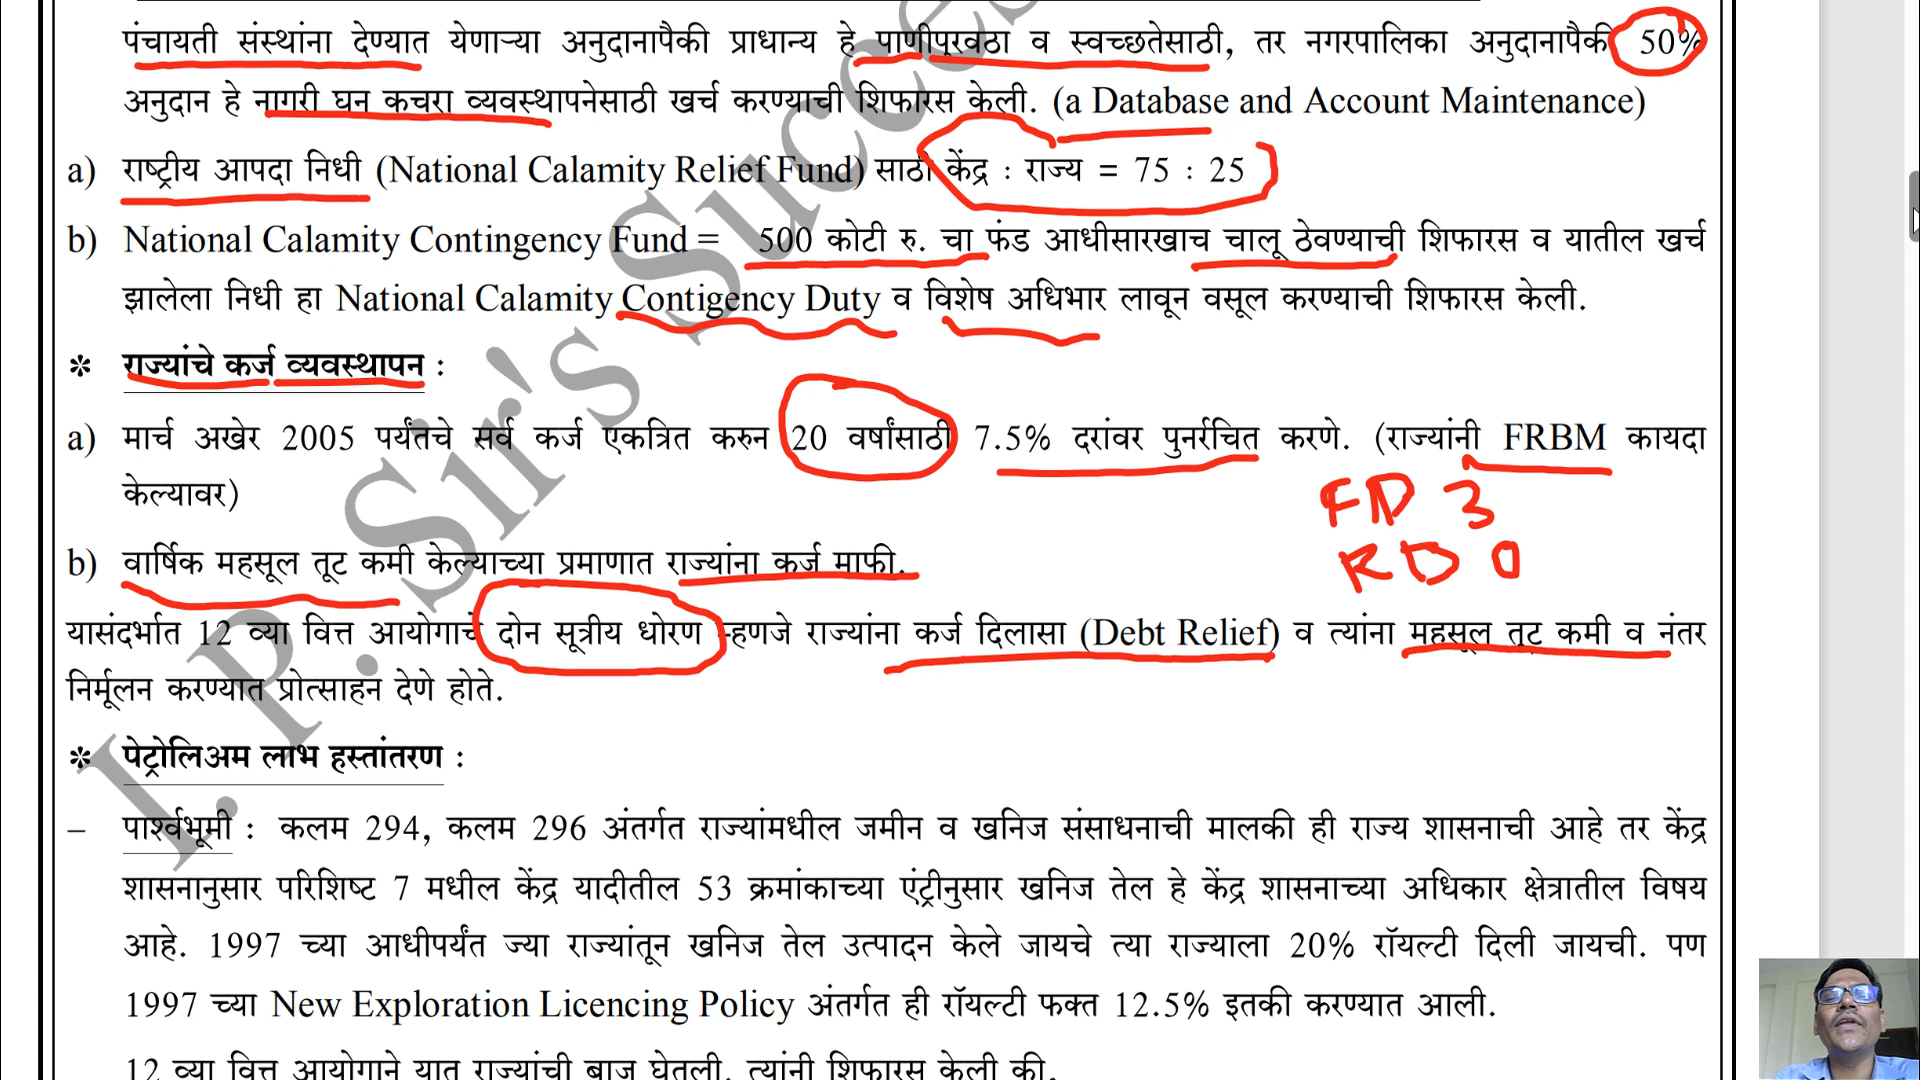 पंचायती संस्थांना देण्यात येणाऱ्या अनुदानापैकी प्राधान्य हे पाणीपुरवठा व स्वच्छतेसाठी, तर नगरपालिका अनुदानापैकी 50%
अनुदान हे नागरी घन कचरा व्यवस्थापनेसाठी खर्च करण्याची शिफारस केली. (a Database and Account Maintenance)
a) राष्ट्रीय आपदा निधी (National Calamity Relief Fund) साठी केंद्र : राज्य = 75 : 25
b) National Calamity Contingency Fund = 500 कोटी रु. चा फंड आधीसारखाच चालू ठेवण्याची शिफारस व यातील खर्च
झालेला निधी हा National Calamity Contigency Duty व विशेष अधिभार लावून वसूल करण्याची शिफारस केली.
* राज्यांचे कर्ज व्यवस्थापन :
a) मार्च अखेर 2005 पर्यंतचे सर्व कर्ज एकत्रित करुन 20 वर्षांसाठी 7.5% दरांवर पुनर्रचित करणे. (राज्यांनी FRBM कायदा
केल्यावर)
FD 3
RD 0
b) वार्षिक महसूल तूट कमी केल्याच्या प्रमाणात राज्यांना कर्ज माफी.
यासंदर्भात 12 व्या वित्त आयोगाचे दोन सूत्रीय धोरण म्हणजे राज्यांना कर्ज दिलासा (Debt Relief) व त्यांना महसूल तूट कमी व नंतर
निर्मूलन करण्यात प्रोत्साहन देणे होते.
* पेट्रोलिअम लाभ हस्तांतरण :
– पार्श्वभूमी : कलम 294, कलम 296 अंतर्गत राज्यांमधील जमीन व खनिज संसाधनाची मालकी ही राज्य शासनाची आहे तर केंद्र
शासनानुसार परिशिष्ट 7 मधील केंद्र यादीतील 53 क्रमांकाच्या एंट्रीनुसार खनिज तेल हे केंद्र शासनाच्या अधिकार क्षेत्रातील विषय
आहे. 1997 च्या आधीपर्यंत ज्या राज्यांतून खनिज तेल उत्पादन केले जायचे त्या राज्याला 20% रॉयल्टी दिली जायची. पण
1997 च्या New Exploration Licencing Policy अंतर्गत ही रॉयल्टी फक्त 12.5% इतकी करण्यात आली.
12 व्या वित्त आयोगाने यात राज्यांची बाजू घेतली. त्यांनी शिफारस केली की,
I. P. Sir's Succes